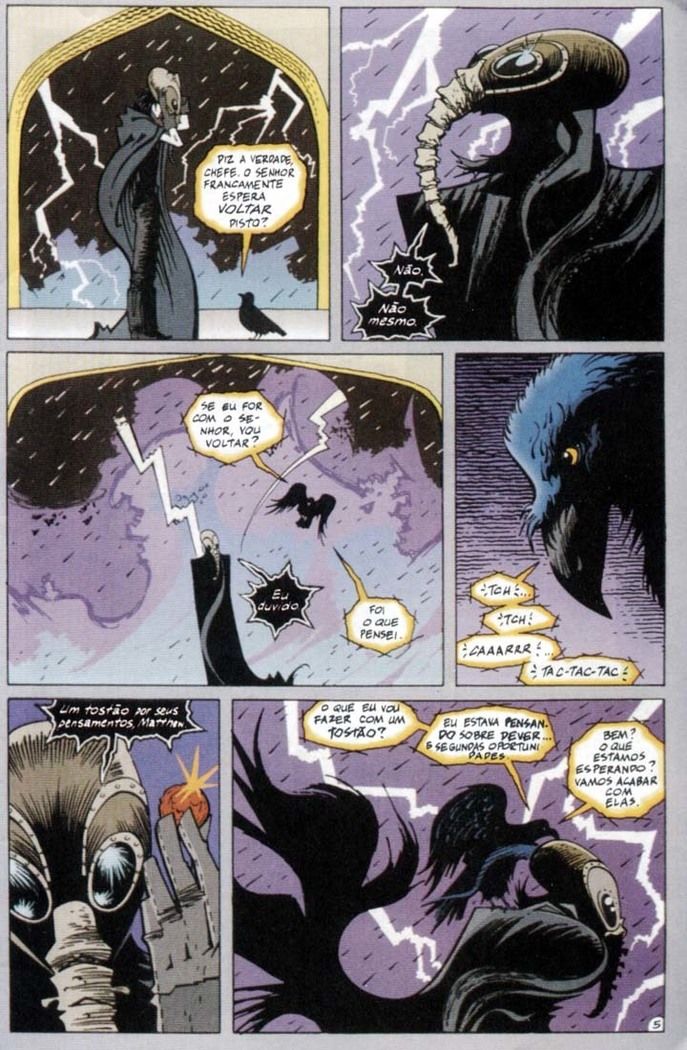 DIZ A VERDADE,
CHEFE. O SENHOR
FRANCAMENTE
ESPERA
VOLTAR
DISTO?
Não.
Não
mesmo.
SE EU FOR
COM O SE-
NHOR, VOU
VOLTAR?
Eu
duvido.
FOI
O QUE
PENSEI.
TCH...
TCH!
CAAARRR!...
TAC-TAC-TAC
Um tostão por seus
pensamentos, Matthew.
O QUE EU VOU
FAZER COM UM
TOSTÃO?
EU ESTAVA PENSAN.
DO SOBRE DEVER...
E SEGUNDAS OPORTUNI
DADES.
BEM?
O QUE
ESTAMOS
ESPERANDO?
VAMOS ACABAR
COM
ELAS.
5